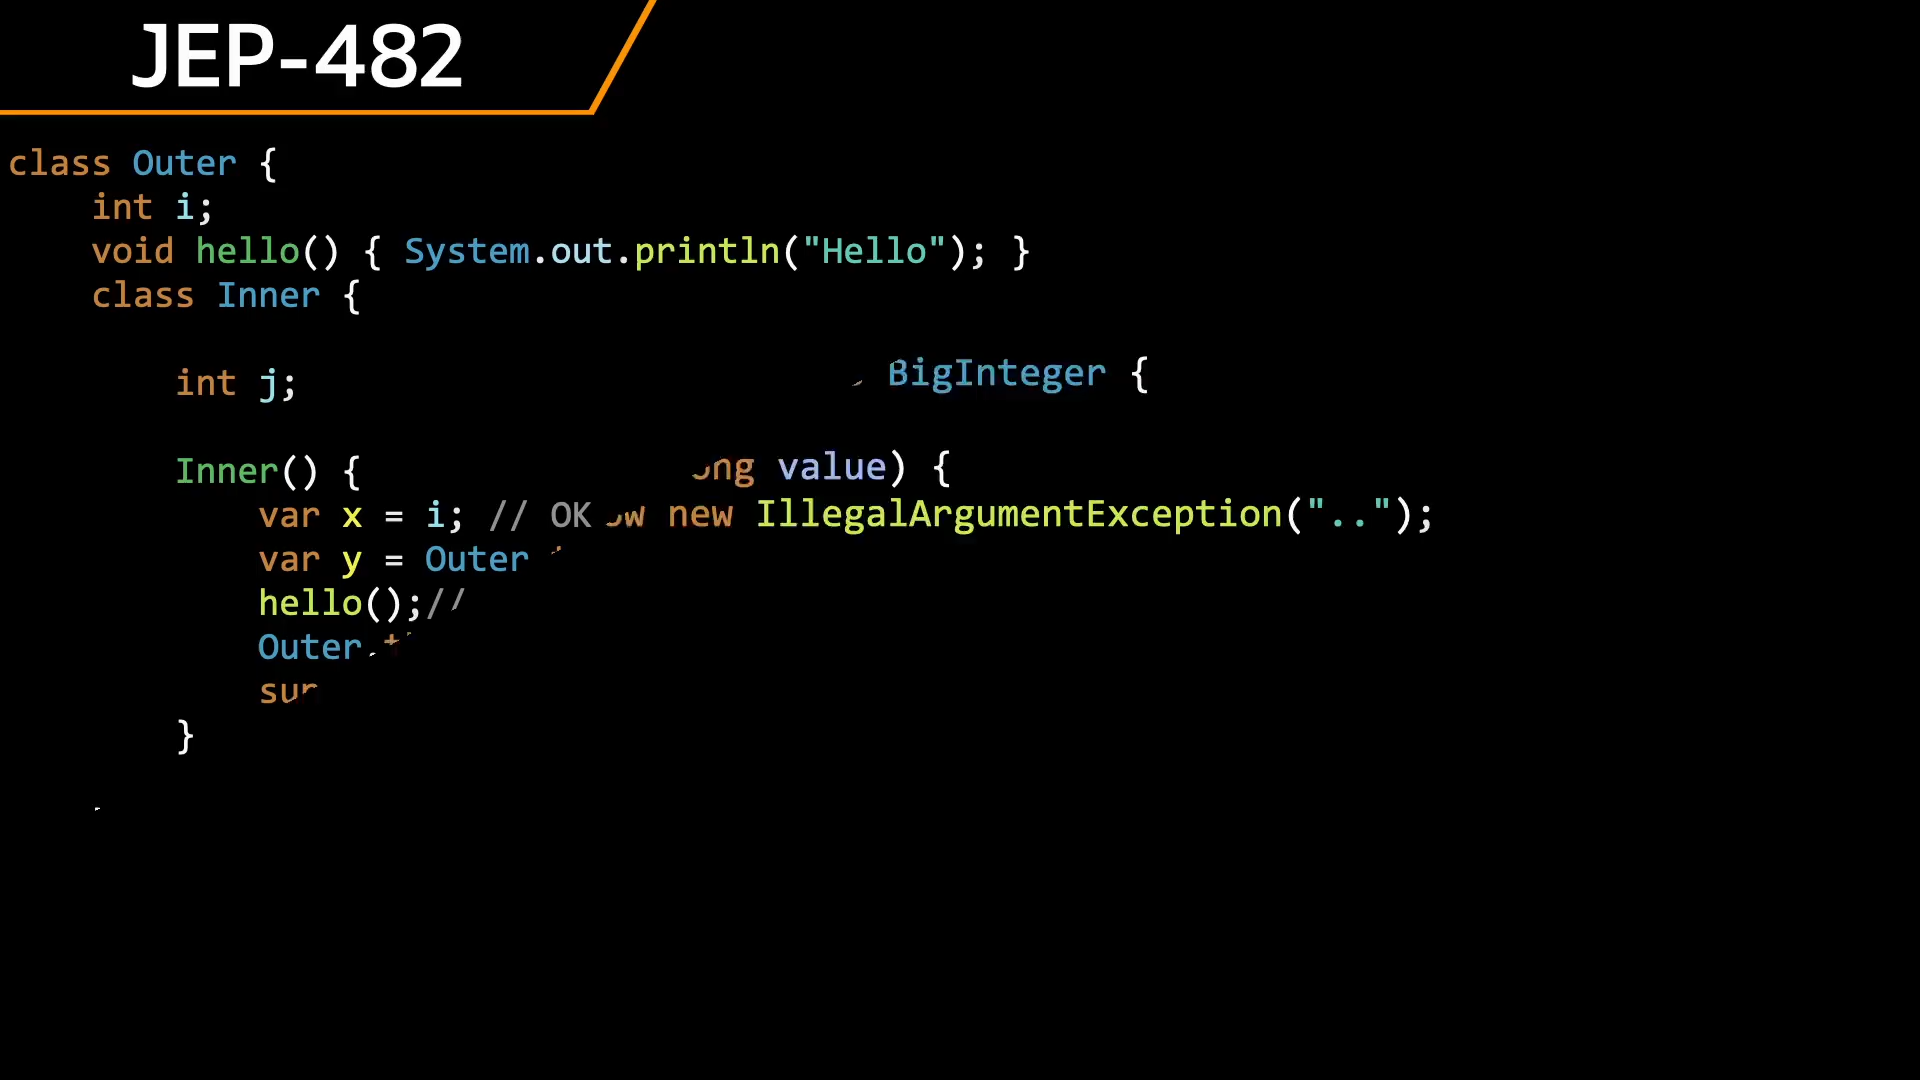 JEP-482
class Outer {
int i;
void hello() { System.out.println("Hello"); }
class Inner {
BigInteger {
int j;
value) {
Inner() {
var x = i; // OK
new IllegalArgumentException("..");
var y = Outer
hello();//
Outer.
}